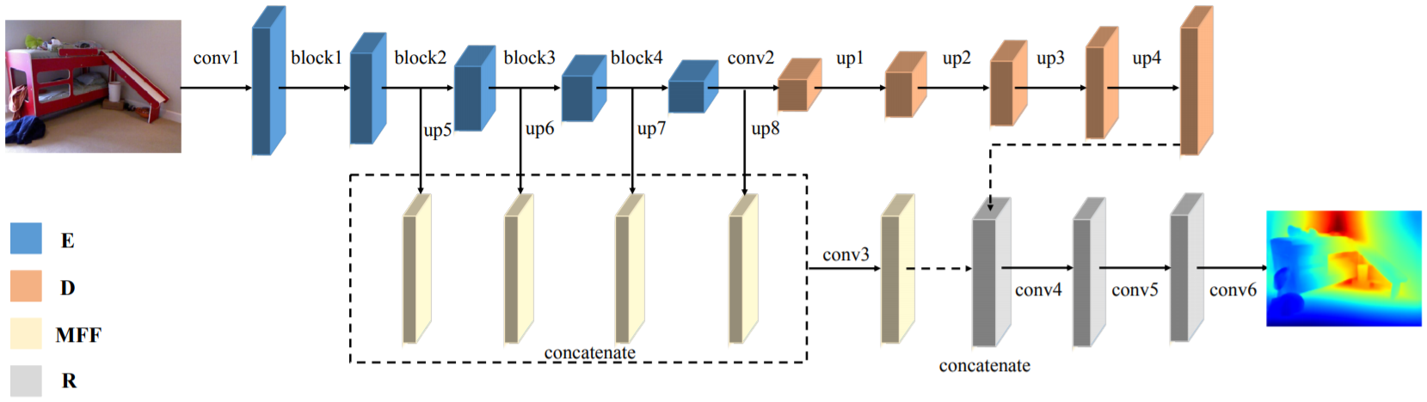 conv1
block1
block2
block3
block4
conv2
up1
up2
up3
up4
up5
up6
up7
up8
E
D
MFF
R
concatenate
conv3
conv4
conv5
conv6
concatenate